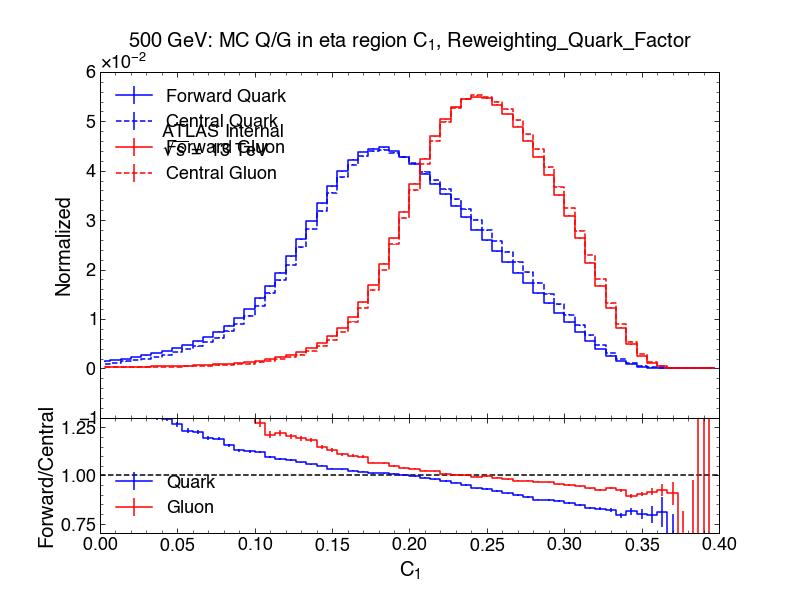 500 GeV: MC Q/G in eta region C₁, Reweighting_Quark_Factor
×10⁻²
6
5
4
3
2
1
0
−1
Normalized
Forward Quark
Central Quark
ATLAS Internal
Forward Gluon
√s = 13 TeV
Central Gluon
1.25
1.00
0.75
Forward/Central
Quark
Gluon
0.00 0.05 0.10 0.15 0.20 0.25 0.30 0.35 0.40
C₁